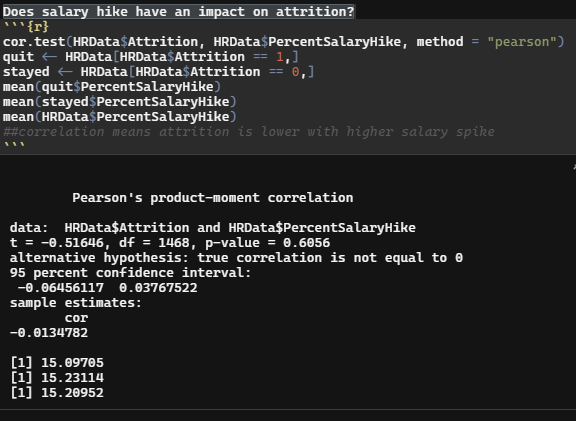 Does salary hike have an impact on attrition?
```{r}
cor.test(HRData$Attrition, HRData$PercentSalaryHike, method = "pearson")
quit <- HRData[HRData$Attrition == 1,]
stayed <- HRData[HRData$Attrition == 0,]
mean(quit$PercentSalaryHike)
mean(stayed$PercentSalaryHike)
mean(HRData$PercentSalaryHike)
##correlation means attrition is lower with higher salary spike
```
Pearson's product-moment correlation
data:  HRData$Attrition and HRData$PercentSalaryHike
t = -0.51646, df = 1468, p-value = 0.6056
alternative hypothesis: true correlation is not equal to 0
95 percent confidence interval:
-0.06456117  0.03767522
sample estimates:
cor
-0.0134782
[1] 15.09705
[1] 15.23114
[1] 15.20952